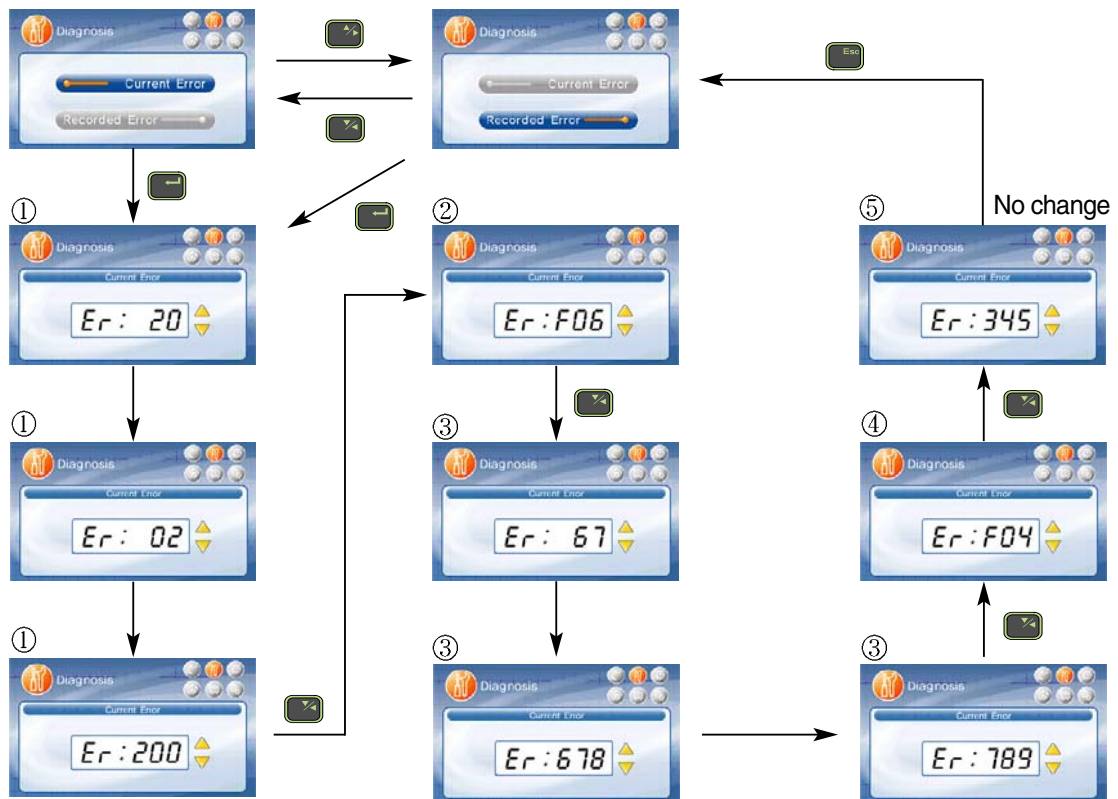 Diagnosis
Current Error
Recorded Error
Diagnosis
Current Error
Recorded Error
Esc
①
Diagnosis
Current Error
Er: 20
②
Diagnosis
Current Error
Er:F06
⑤
No change
Diagnosis
Current Error
Er:345
①
Diagnosis
Current Error
Er: 02
③
Diagnosis
Current Error
Er: 67
④
Diagnosis
Current Error
Er:F04
①
Diagnosis
Current Error
Er:200
③
Diagnosis
Current Error
Er:678
③
Diagnosis
Current Error
Er:789